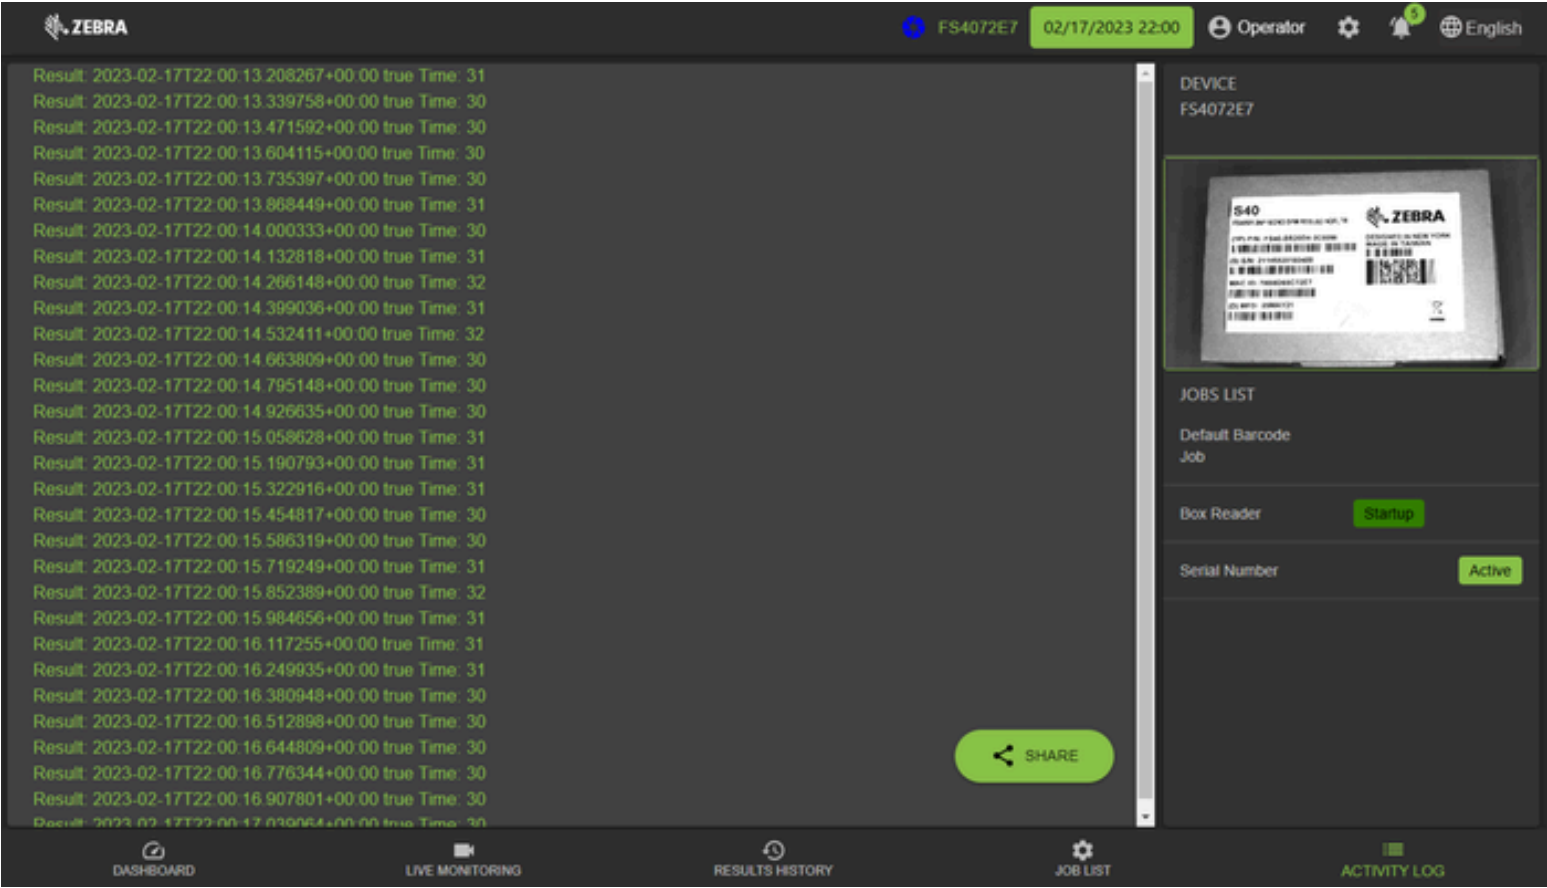 ZEBRA
FS4072E7
02/17/2023 22:00
Operator
5
English
Result: 2023-02-17T22:00:13.208267+00:00 true Time: 31
Result: 2023-02-17T22:00:13.339758+00:00 true Time: 30
Result: 2023-02-17T22:00:13.471592+00:00 true Time: 30
Result: 2023-02-17T22:00:13.604115+00:00 true Time: 30
Result: 2023-02-17T22:00:13.735397+00:00 true Time: 30
Result: 2023-02-17T22:00:13.868449+00:00 true Time: 31
Result: 2023-02-17T22:00:14.000333+00:00 true Time: 30
Result: 2023-02-17T22:00:14.132818+00:00 true Time: 31
Result: 2023-02-17T22:00:14.266148+00:00 true Time: 32
Result: 2023-02-17T22:00:14.399036+00:00 true Time: 31
Result: 2023-02-17T22:00:14.532411+00:00 true Time: 32
Result: 2023-02-17T22:00:14.663809+00:00 true Time: 30
Result: 2023-02-17T22:00:14.795148+00:00 true Time: 30
Result: 2023-02-17T22:00:14.926635+00:00 true Time: 30
Result: 2023-02-17T22:00:15.058628+00:00 true Time: 31
Result: 2023-02-17T22:00:15.190793+00:00 true Time: 31
Result: 2023-02-17T22:00:15.322916+00:00 true Time: 31
Result: 2023-02-17T22:00:15.454817+00:00 true Time: 30
Result: 2023-02-17T22:00:15.586319+00:00 true Time: 30
Result: 2023-02-17T22:00:15.719249+00:00 true Time: 31
Result: 2023-02-17T22:00:15.852389+00:00 true Time: 32
Result: 2023-02-17T22:00:15.984656+00:00 true Time: 31
Result: 2023-02-17T22:00:16.117255+00:00 true Time: 31
Result: 2023-02-17T22:00:16.249935+00:00 true Time: 31
Result: 2023-02-17T22:00:16.380948+00:00 true Time: 30
Result: 2023-02-17T22:00:16.512898+00:00 true Time: 30
Result: 2023-02-17T22:00:16.644809+00:00 true Time: 30
Result: 2023-02-17T22:00:16.776344+00:00 true Time: 30
Result: 2023-02-17T22:00:16.907801+00:00 true Time: 30
Result: 2023-02-17T22:00:17.039064+00:00 true Time: 30
SHARE
DEVICE
FS4072E7
S40
ZEBRA
DESIGNED IN NEW YORK
MADE IN TAIWAN
JOBS LIST
Default Barcode
Job
Box Reader
Startup
Serial Number
Active
DASHBOARD
LIVE MONITORING
RESULTS HISTORY
JOB LIST
ACTIVITY LOG